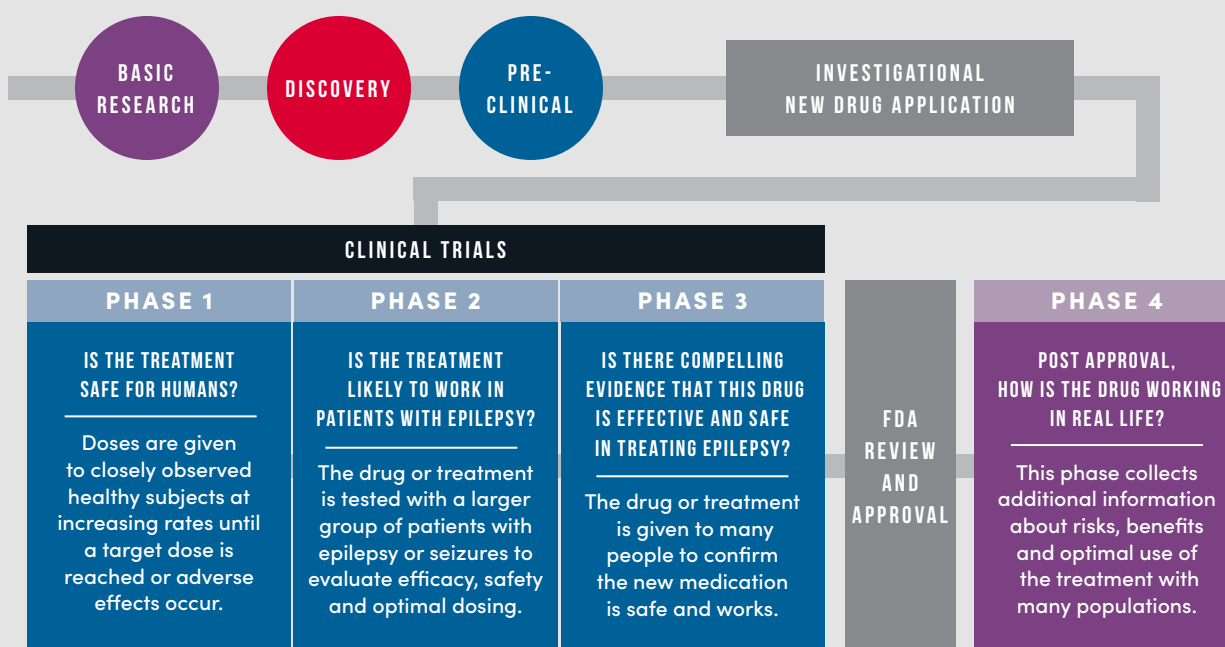 BASIC
RESEARCH
DISCOVERY
PRE-
CLINICAL
INVESTIGATIONAL
NEW DRUG APPLICATION
CLINICAL TRIALS
PHASE 1
IS THE TREATMENT
SAFE FOR HUMANS?
Doses are given
to closely observed
healthy subjects at
increasing rates until
a target dose is
reached or adverse
effects occur.
PHASE 2
IS THE TREATMENT
LIKELY TO WORK IN
PATIENTS WITH EPILEPSY?
The drug or treatment
is tested with a larger
group of patients with
epilepsy or seizures to
evaluate efficacy, safety
and optimal dosing.
PHASE 3
IS THERE COMPELLING
EVIDENCE THAT THIS DRUG
IS EFFECTIVE AND SAFE
IN TREATING EPILEPSY?
The drug or treatment
is given to many
people to confirm
the new medication
is safe and works.
FDA
REVIEW
AND
APPROVAL
PHASE 4
POST APPROVAL,
HOW IS THE DRUG WORKING
IN REAL LIFE?
This phase collects
additional information
about risks, benefits
and optimal use of
the treatment with
many populations.